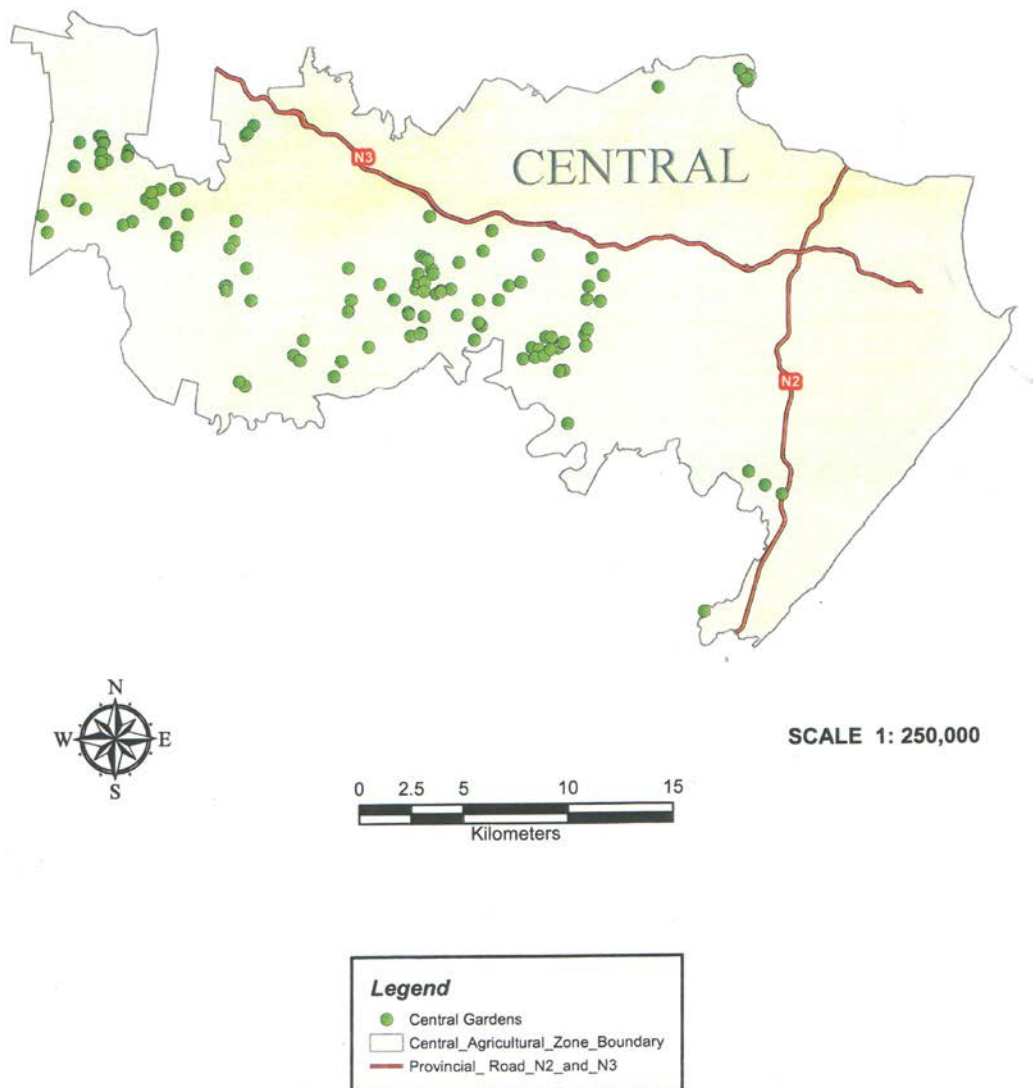 N3
CENTRAL
N2
N
W E
S
SCALE 1: 250,000
0 2.5 5 10 15
Kilometers
Legend
Central Gardens
Central_Agricultural_Zone_Boundary
Provincial_ Road_N2_and_N3